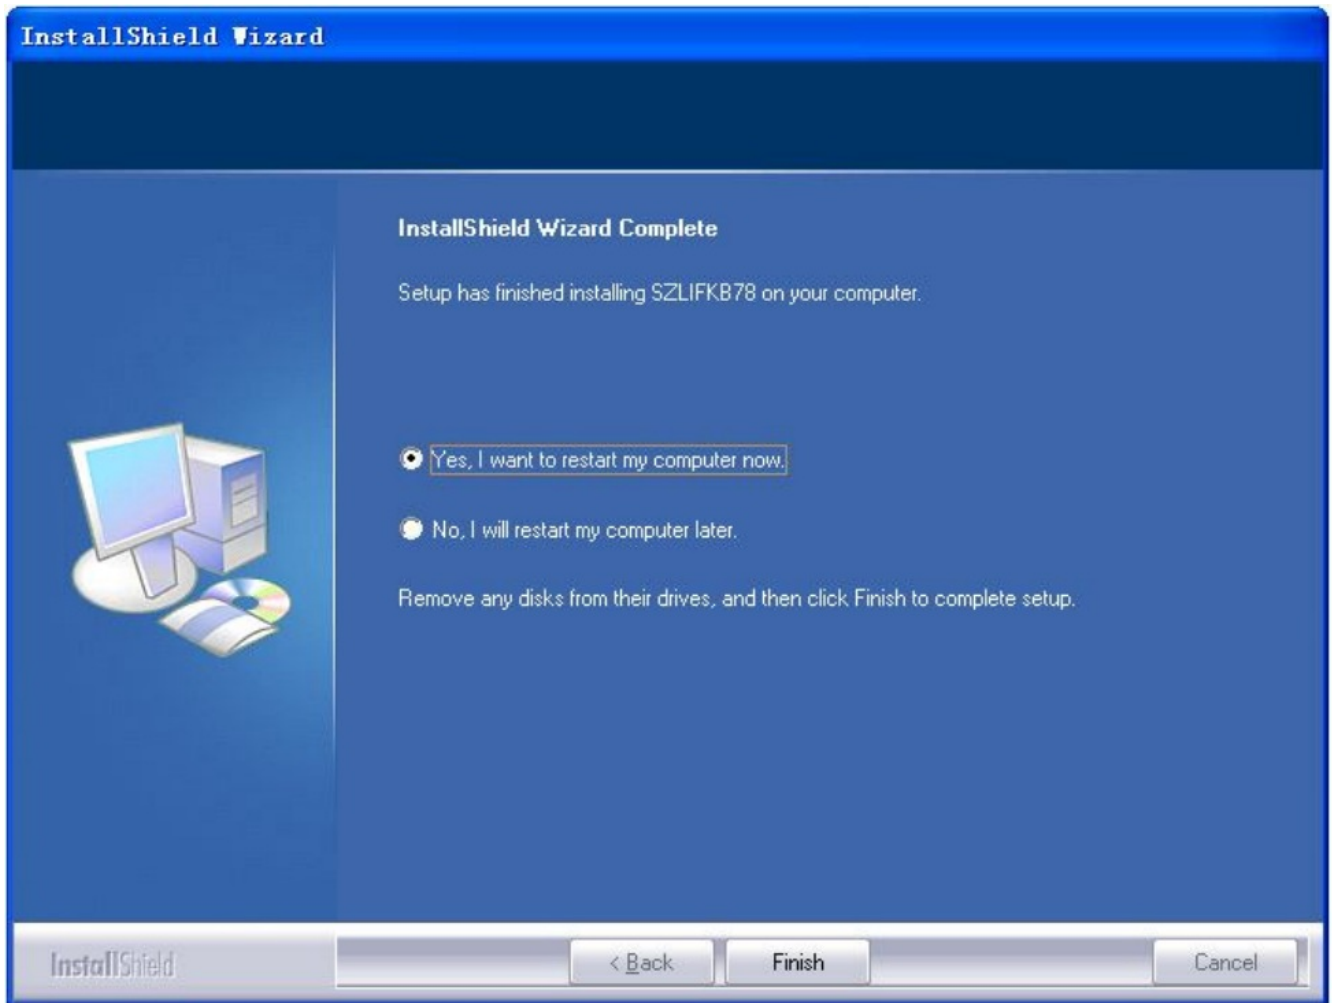 InstallShield Wizard
InstallShield Wizard Complete
Setup has finished installing SZLIFKB78 on your computer.
Yes, I want to restart my computer now.
No, I will restart my computer later.
Remove any disks from their drives, and then click Finish to complete setup.
InstallShield
< Back
Finish
Cancel